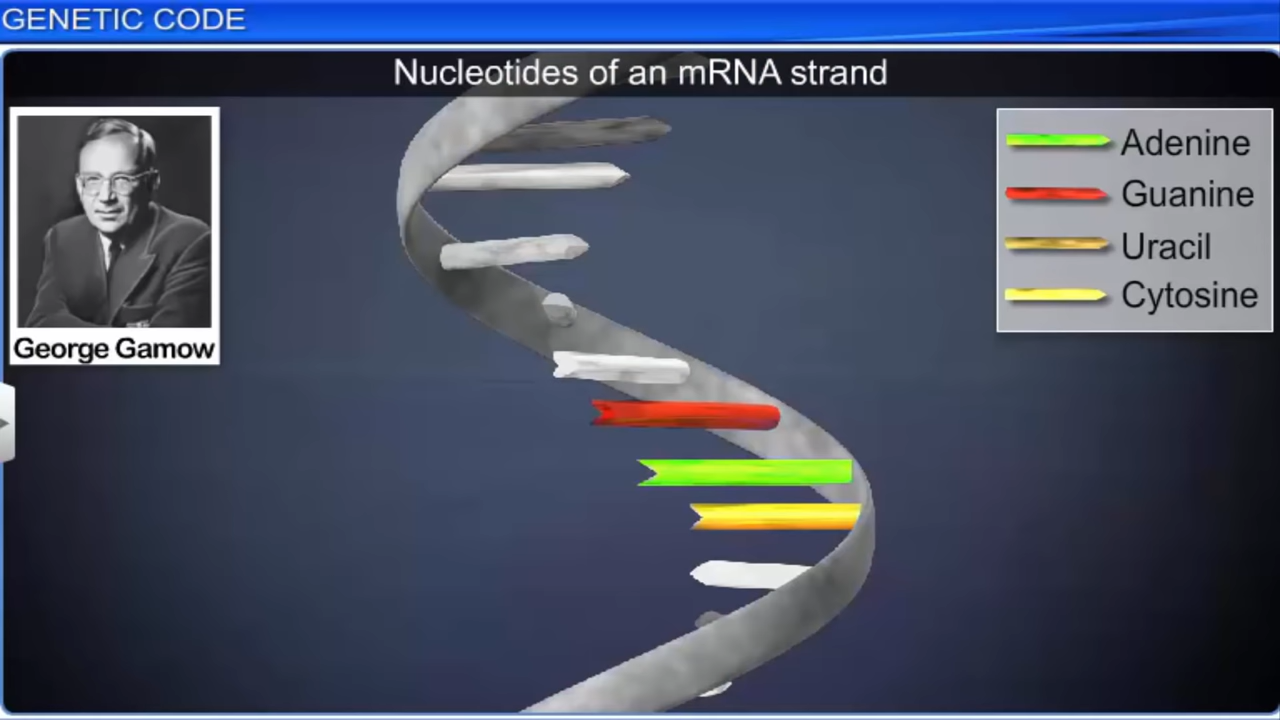 GENETIC CODE
Nucleotides of an mRNA strand
George Gamow
Adenine
Guanine
Uracil
Cytosine